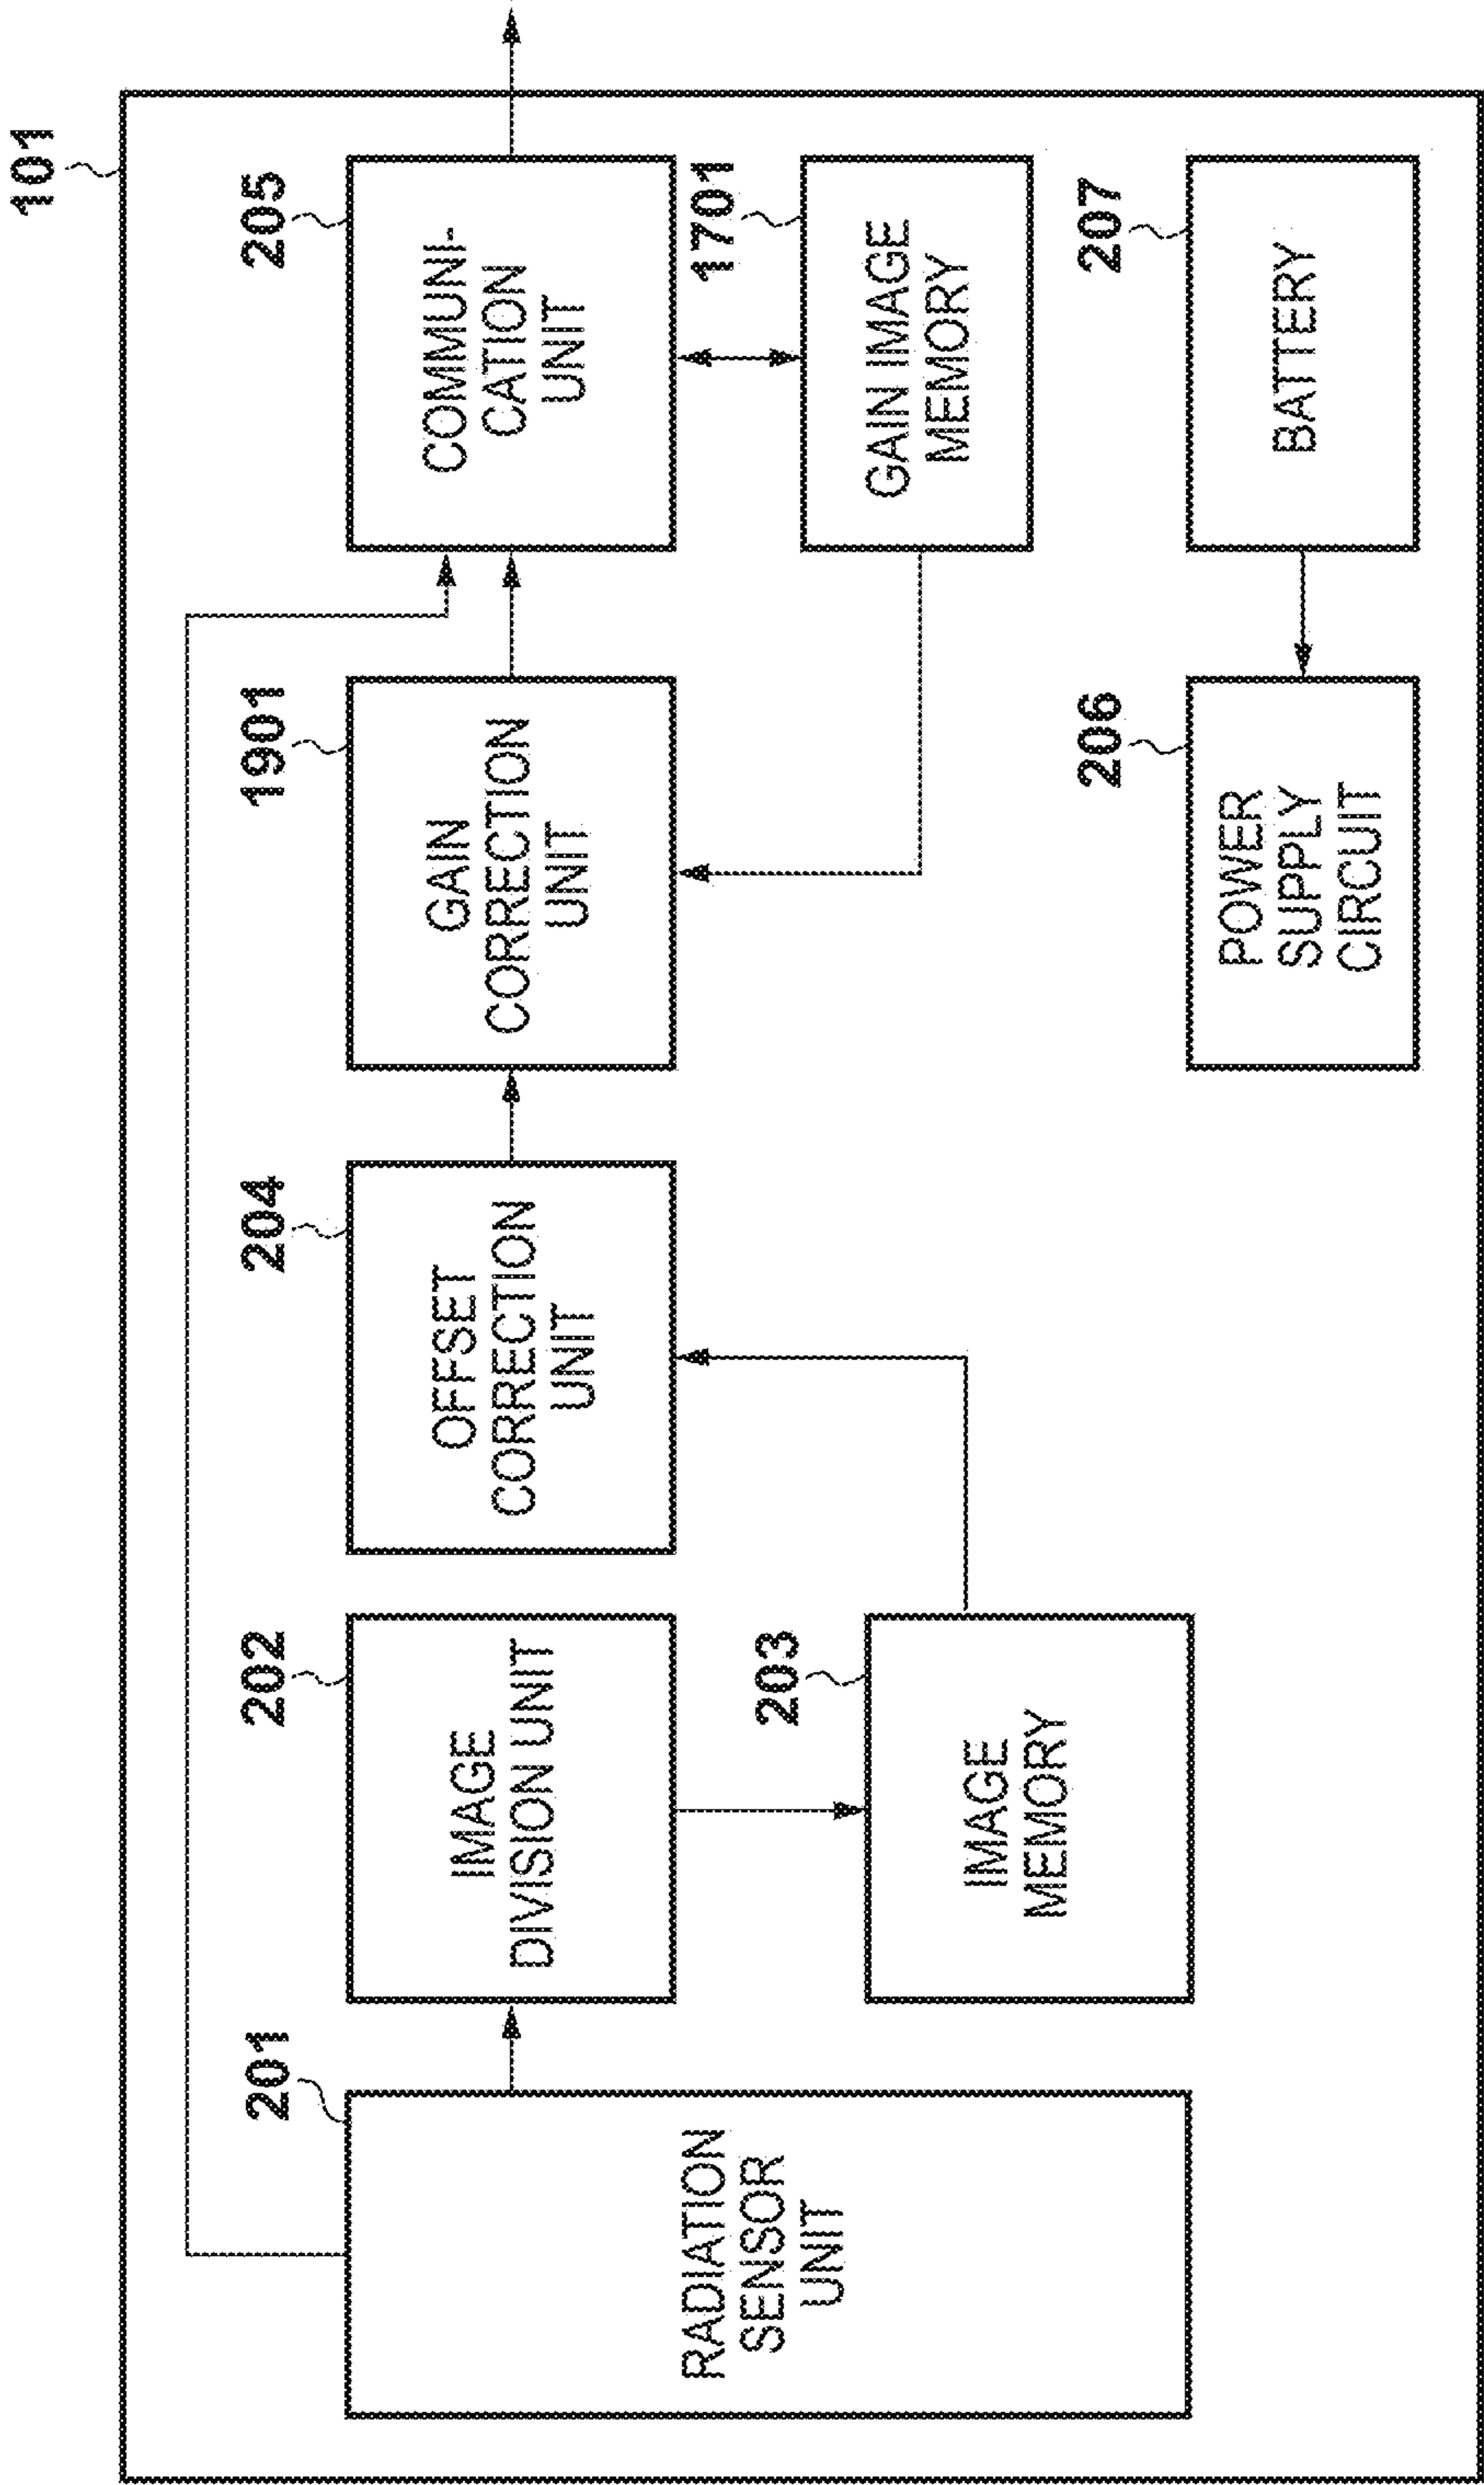 101
201
RADIATION
SENSOR
UNIT
202
IMAGE
DIVISION UNIT
203
IMAGE
MEMORY
204
OFFSET
CORRECTION
UNIT
1901
GAIN
CORRECTION
UNIT
205
COMMUNI-
CATION
UNIT
1701
GAIN IMAGE
MEMORY
206
POWER
SUPPLY
CIRCUIT
207
BATTERY